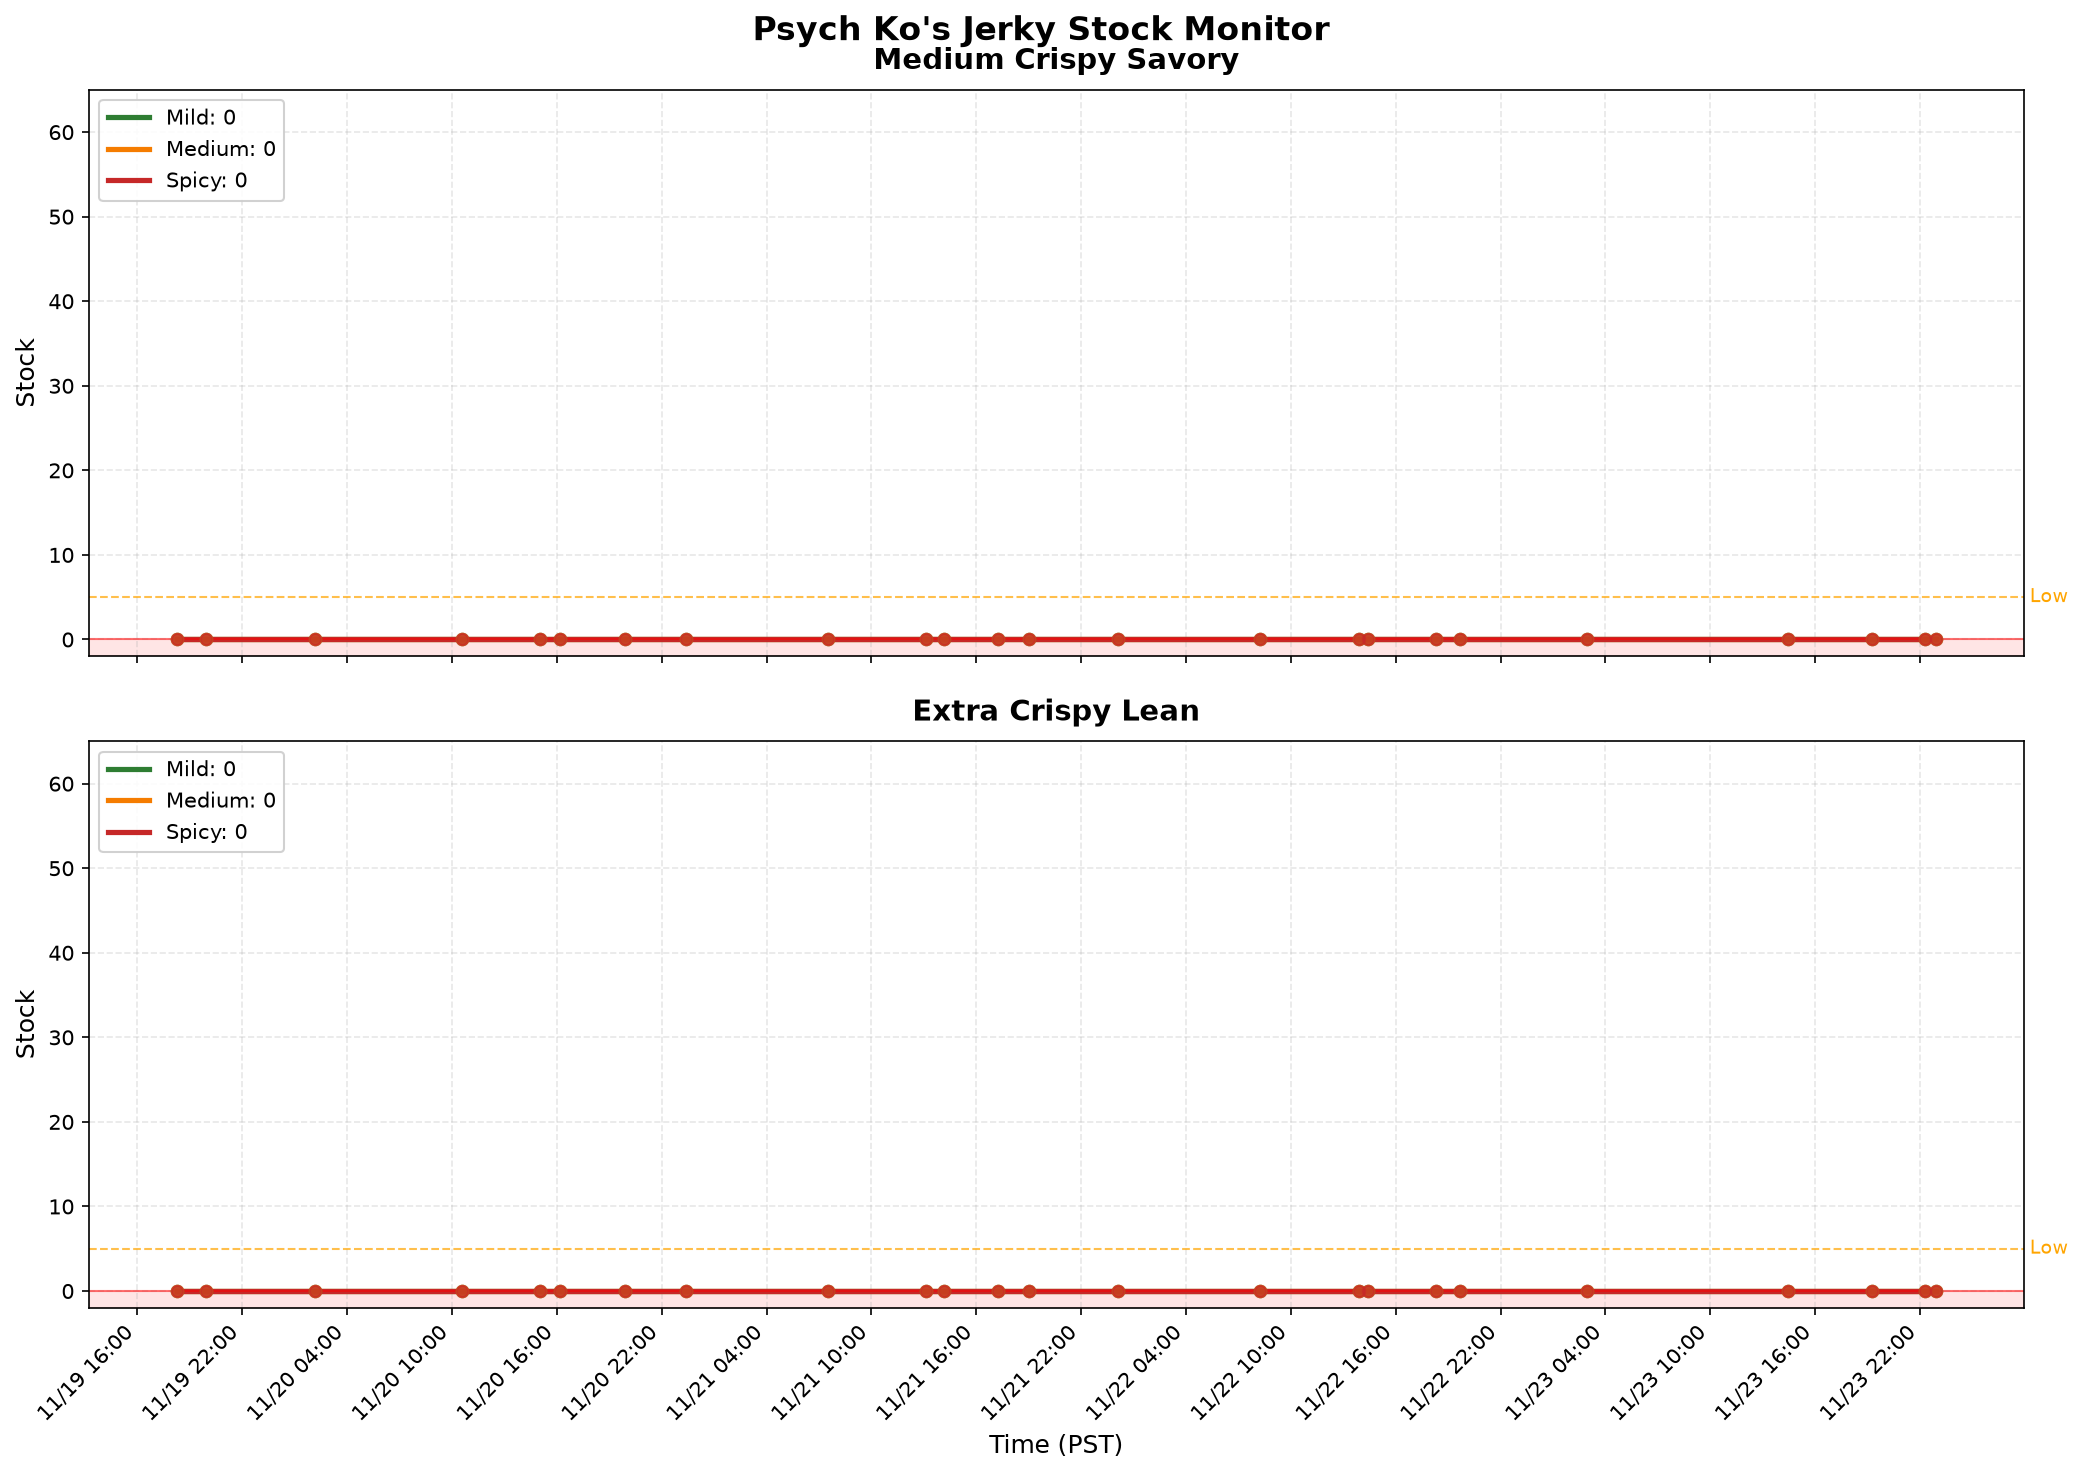 Psych Ko's Jerky Stock Monitor
Medium Crispy Savory
Mild: 0
Medium: 0
Spicy: 0
60
50
40
30
20
10
0
Stock
Low
Extra Crispy Lean
Mild: 0
Medium: 0
Spicy: 0
60
50
40
30
20
10
0
Stock
Low
11/19 16:00
11/19 22:00
11/20 04:00
11/20 10:00
11/20 16:00
11/20 22:00
11/21 04:00
11/21 10:00
11/21 16:00
11/21 22:00
11/22 04:00
11/22 10:00
11/22 16:00
11/22 22:00
11/23 04:00
11/23 10:00
11/23 16:00
11/23 22:00
Time (PST)